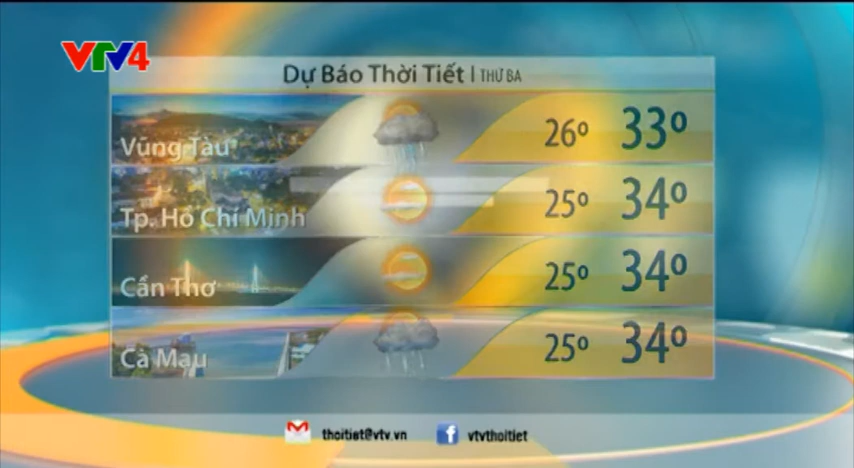 VTV4
Dự Báo Thời Tiết | THỨ BA
Vũng Tàu 26º 33º
Tp. Hồ Chí Minh 25º 34º
Cần Thơ 25º 34º
Cà Mau 25º 34º
thoitiet@vtv.vn vtvthoitiet